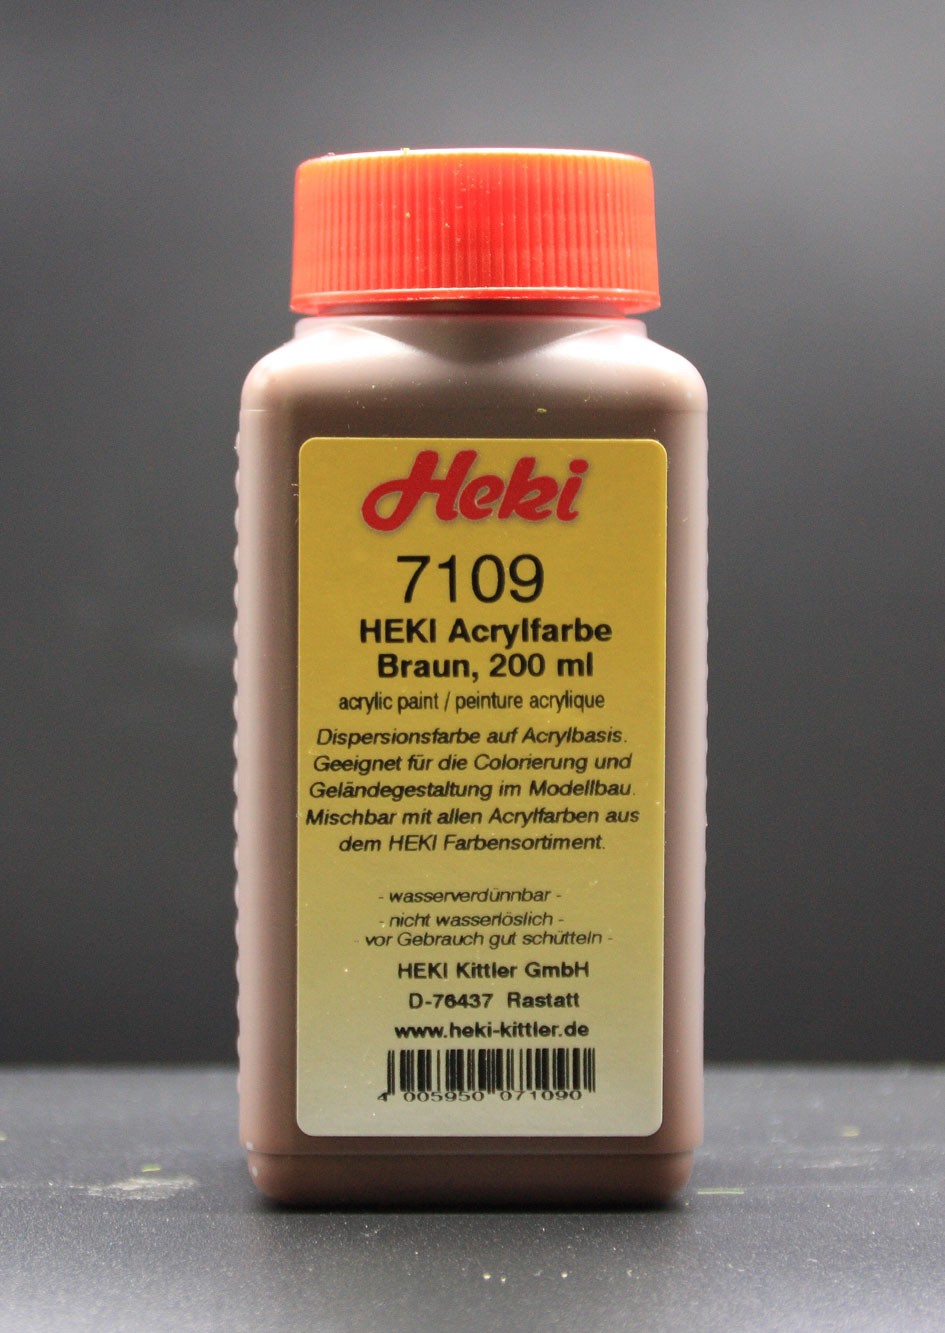 Heki
7109
HEKI Acrylfarbe
Braun, 200 ml
acrylic paint / peinture acrylique
Dispersionsfarbe auf Acrylbasis.
Geeignet für die Colorierung und
Geländegestaltung im Modellbau.
Mischbar mit allen Acrylfarben aus
dem HEKI Farbensortiment.
- wasserverdünnbar -
- nicht wasserlöslich -
- vor Gebrauch gut schütteln -
HEKI Kittler GmbH
D-76437 Rastatt
www.heki-kittler.de
4 005950 071090